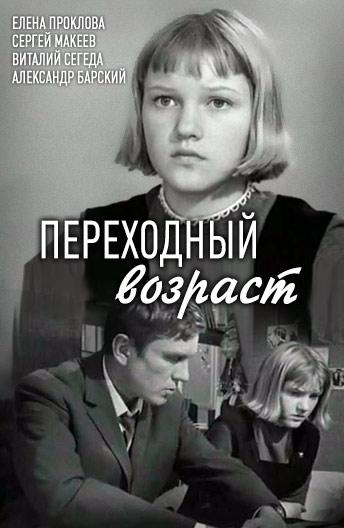 ЕЛЕНА ПРОКЛОВА
СЕРГЕЙ МАКЕЕВ
ВИТАЛИЙ СЕГЕДА
АЛЕКСАНДР БАРСКИЙ
ПЕРЕХОДНЫЙ
возраст